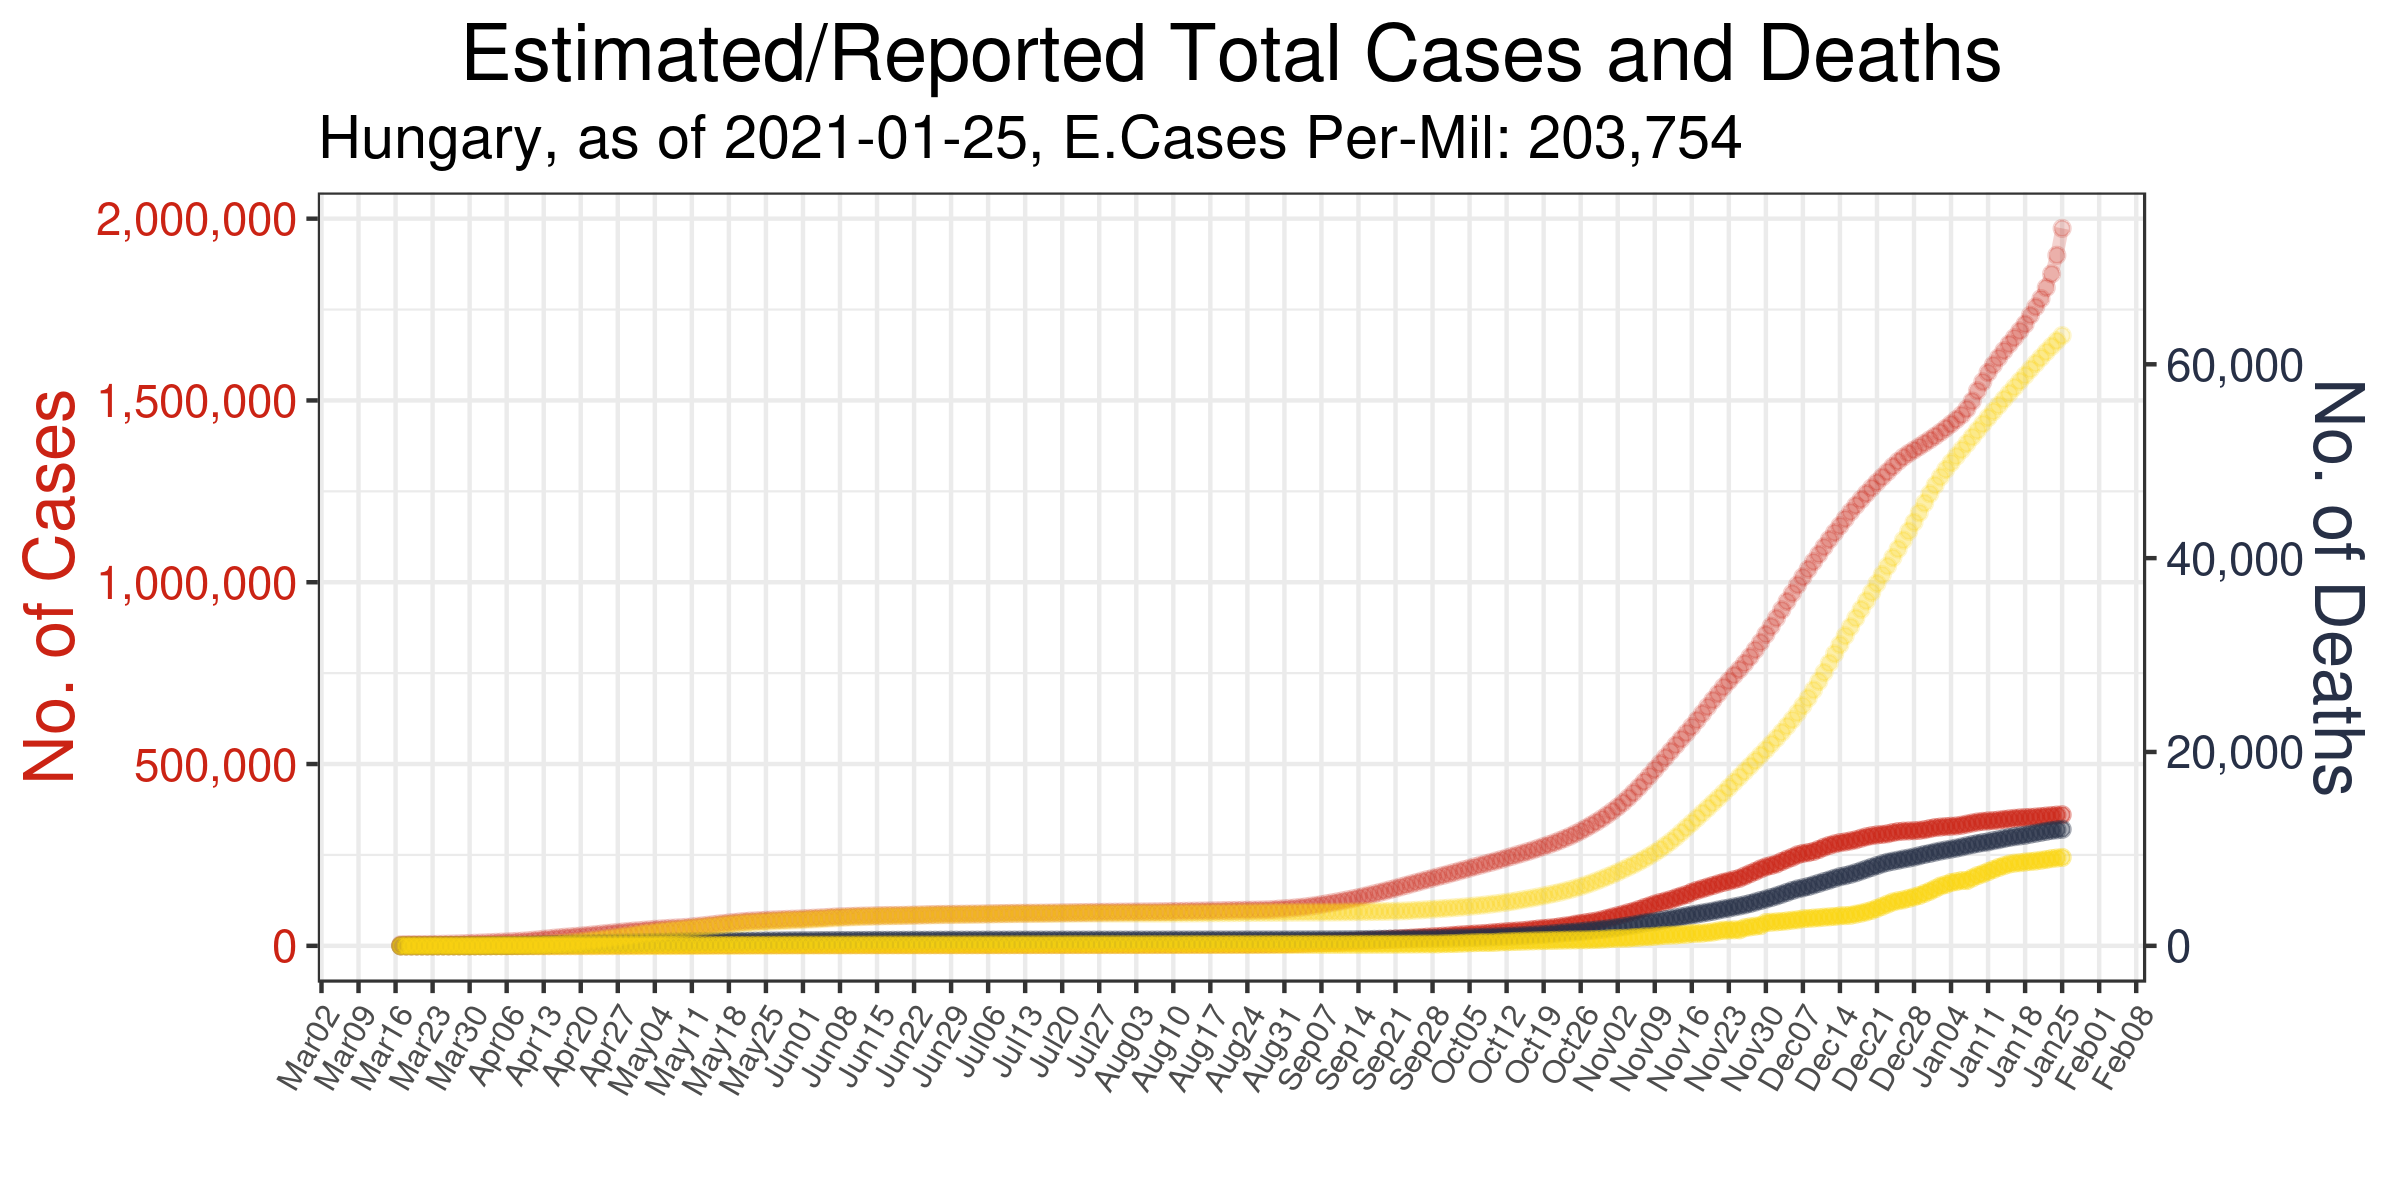 Estimated/Reported Total Cases and Deaths
Hungary, as of 2021-01-25, E.Cases Per-Mil: 203,754
No. of Cases
2,000,000
1,500,000
1,000,000
500,000
0
60,000
40,000
20,000
0
No. of Deaths
Mar02
Mar09
Mar16
Mar23
Mar30
Apr06
Apr13
Apr20
Apr27
May04
May11
May18
May25
Jun01
Jun08
Jun15
Jun22
Jun29
Jul06
Jul13
Jul20
Jul27
Aug03
Aug10
Aug17
Aug24
Aug31
Sep07
Sep14
Sep21
Sep28
Oct05
Oct12
Oct19
Oct26
Nov02
Nov09
Nov16
Nov23
Nov30
Dec07
Dec14
Dec21
Dec28
Jan04
Jan11
Jan18
Jan25
Feb01
Feb08